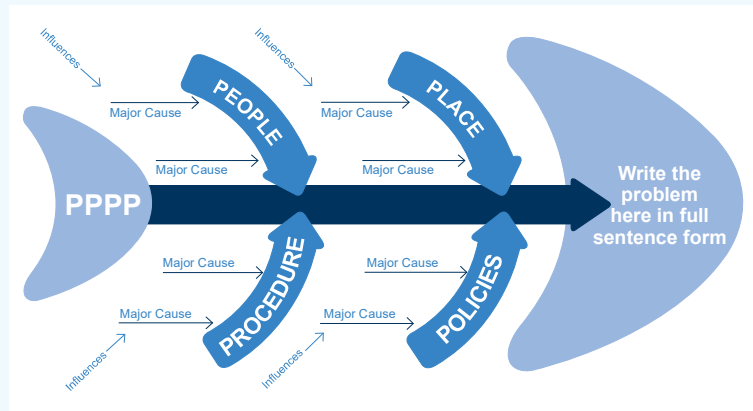 Influences
Influences
PEOPLE
PLACE
Major Cause
Major Cause
Major Cause
Major Cause
PPPP
Write the
problem
here in full
sentence form
Major Cause
Major Cause
PROCEDURE
POLICIES
Major Cause
Major Cause
Influences
Influences